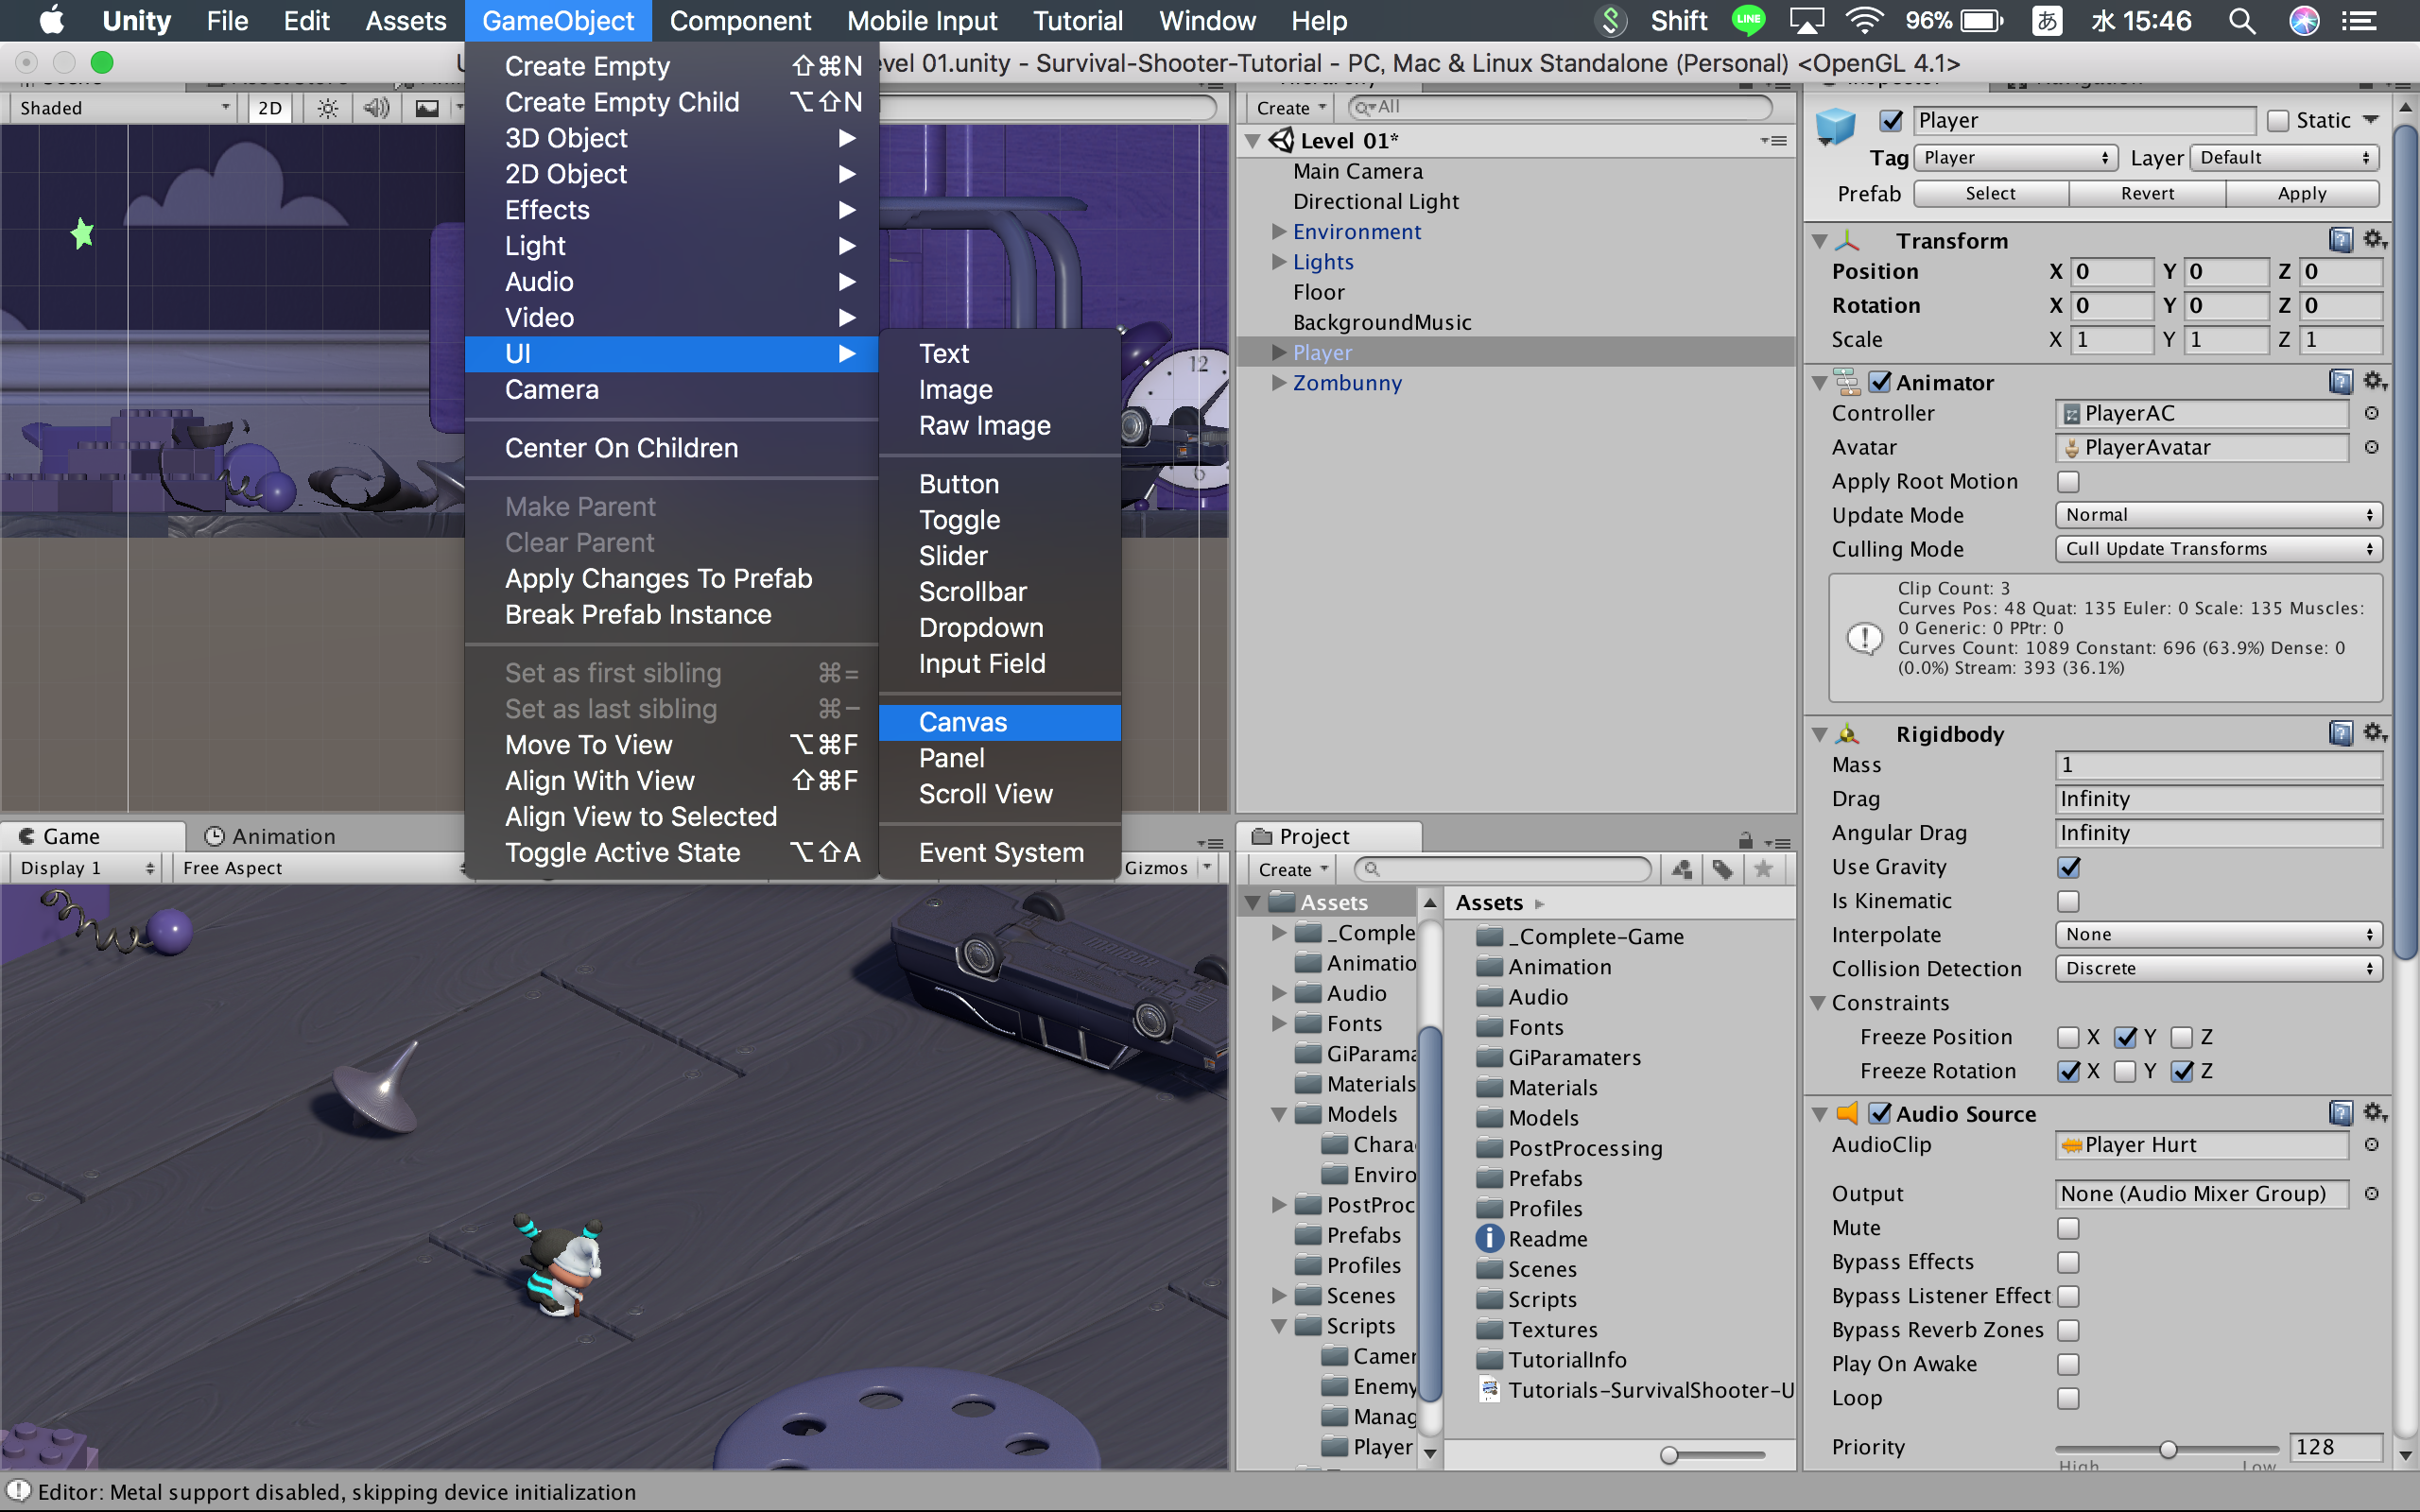 Unity File Edit Assets GameObject Component Mobile Input Tutorial Window Help Shift LINE 96% あ 水 15:46
evel 01.unity - Survival-Shooter-Tutorial - PC, Mac & Linux Standalone (Personal) <OpenGL 4.1>
Shaded 2D
Create Empty ⇧⌘N
Create Empty Child ⌥⇧N
3D Object
2D Object
Effects
Light
Audio
Video
UI
Camera
Center On Children
Make Parent
Clear Parent
Apply Changes To Prefab
Break Prefab Instance
Set as first sibling ⌘=
Set as last sibling ⌘−
Move To View ⌥⌘F
Align With View ⇧⌘F
Align View to Selected
Toggle Active State ⌥⇧A
Text
Image
Raw Image
Button
Toggle
Slider
Scrollbar
Dropdown
Input Field
Canvas
Panel
Scroll View
Event System
12
6
Create All
Level 01*
Main Camera
Directional Light
Environment
Lights
Floor
BackgroundMusic
Player
Zombunny
Game Animation
Display 1 Free Aspect Gizmos
Project
Create
Assets
_Comple
Animatio
Audio
Fonts
GiParama
Materials
Models
Chara
Enviro
PostProc
Prefabs
Profiles
Scenes
Scripts
Camer
Enemy
Manag
Player
Assets
_Complete-Game
Animation
Audio
Fonts
GiParamaters
Materials
Models
PostProcessing
Prefabs
Profiles
Readme
Scenes
Scripts
Textures
TutorialInfo
Tutorials-SurvivalShooter-U
Player Static
Tag Player Layer Default
Prefab Select Revert Apply
Transform
Position X 0 Y 0 Z 0
Rotation X 0 Y 0 Z 0
Scale X 1 Y 1 Z 1
Animator
Controller PlayerAC
Avatar PlayerAvatar
Apply Root Motion
Update Mode Normal
Culling Mode Cull Update Transforms
Clip Count: 3
Curves Pos: 48 Quat: 135 Euler: 0 Scale: 135 Muscles:
0 Generic: 0 PPtr: 0
Curves Count: 1089 Constant: 696 (63.9%) Dense: 0
(0.0%) Stream: 393 (36.1%)
Rigidbody
Mass 1
Drag Infinity
Angular Drag Infinity
Use Gravity
Is Kinematic
Interpolate None
Collision Detection Discrete
Constraints
Freeze Position X Y Z
Freeze Rotation X Y Z
Audio Source
AudioClip Player Hurt
Output None (Audio Mixer Group)
Mute
Bypass Effects
Bypass Listener Effect
Bypass Reverb Zones
Play On Awake
Loop
Priority 128
High Low
Editor: Metal support disabled, skipping device initialization